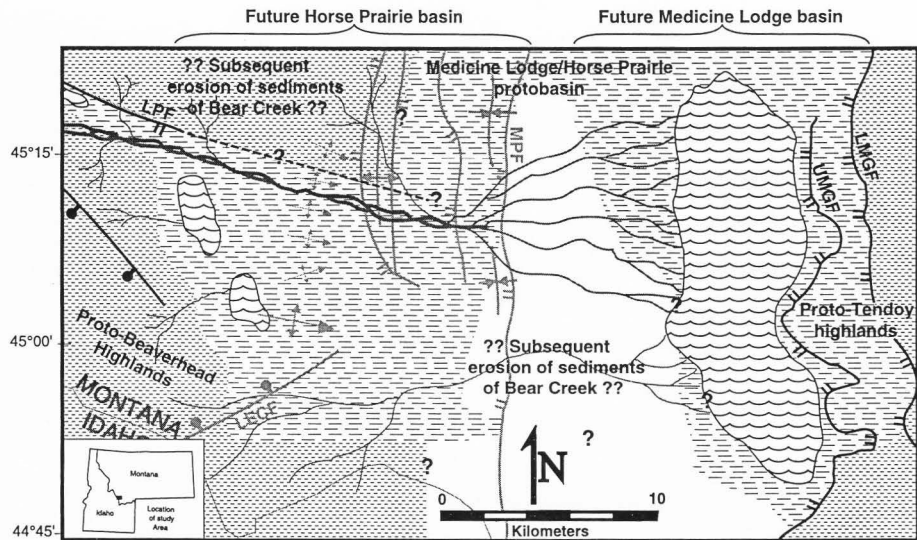 Future Horse Prairie basin
Future Medicine Lodge basin
?? Subsequent
erosion of sediments
of Bear Creek ??
Medicine Lodge/Horse Prairie
protobasin
LPF
?
?
?
MPF
UMGF
LMGF
45°15'
45°00'
44°45'
Proto-Beaverhead
Highlands
Proto-Tendoy
highlands
?
?? Subsequent
erosion of sediments
of Bear Creek ??
?
?
?
MONTANA
IDAHO
LEGF
Montana
Idaho
Location
of study
Area
N
0
10
Kilometers